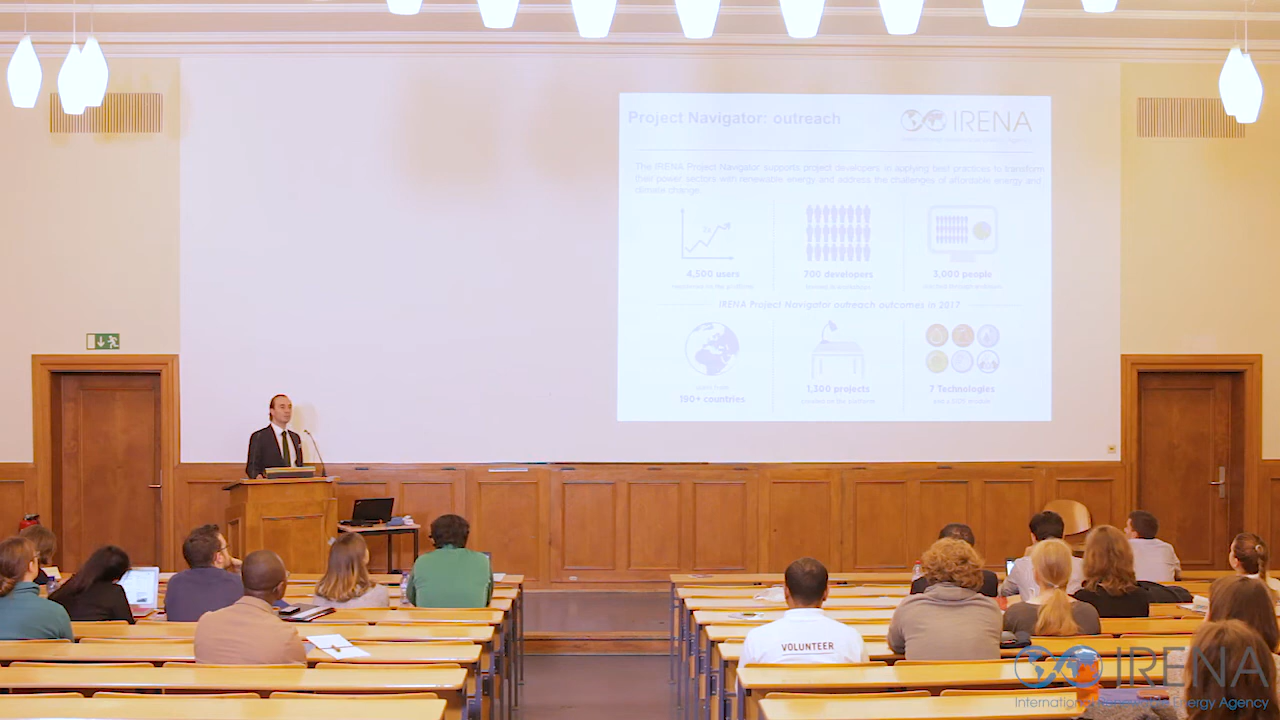 Project Navigator: outreach
IRENA
The IRENA Project Navigator supports project developers in applying best practices to transform
their power sectors with renewable energy and address the challenges of affordable energy and
climate change.
4,500 users
700 developers
3,000 people
IRENA Project Navigator outreach outcomes in 2017
190+ countries
1,300 projects
7 Technologies
VOLUNTEER
IRENA
International Renewable Energy Agency